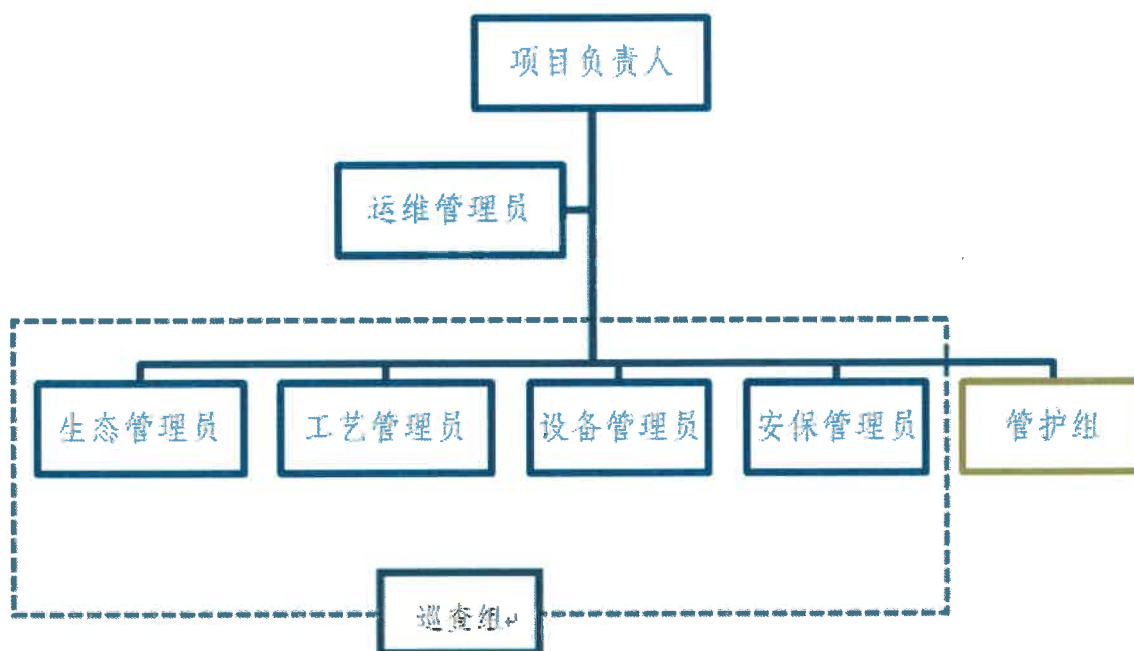 项目负责人
运维管理员
生态管理员
工艺管理员
设备管理员
安保管理员
管护组
巡查组↵